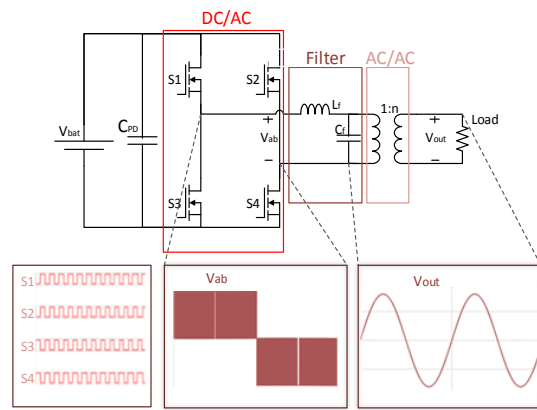 DC/AC
Filter
AC/AC
S1
S2
Lf
1:n
Load
Vbat
CPD
+
Vab
−
Cf
+
Vout
−
S3
S4
S1
S2
S3
S4
Vab
Vout